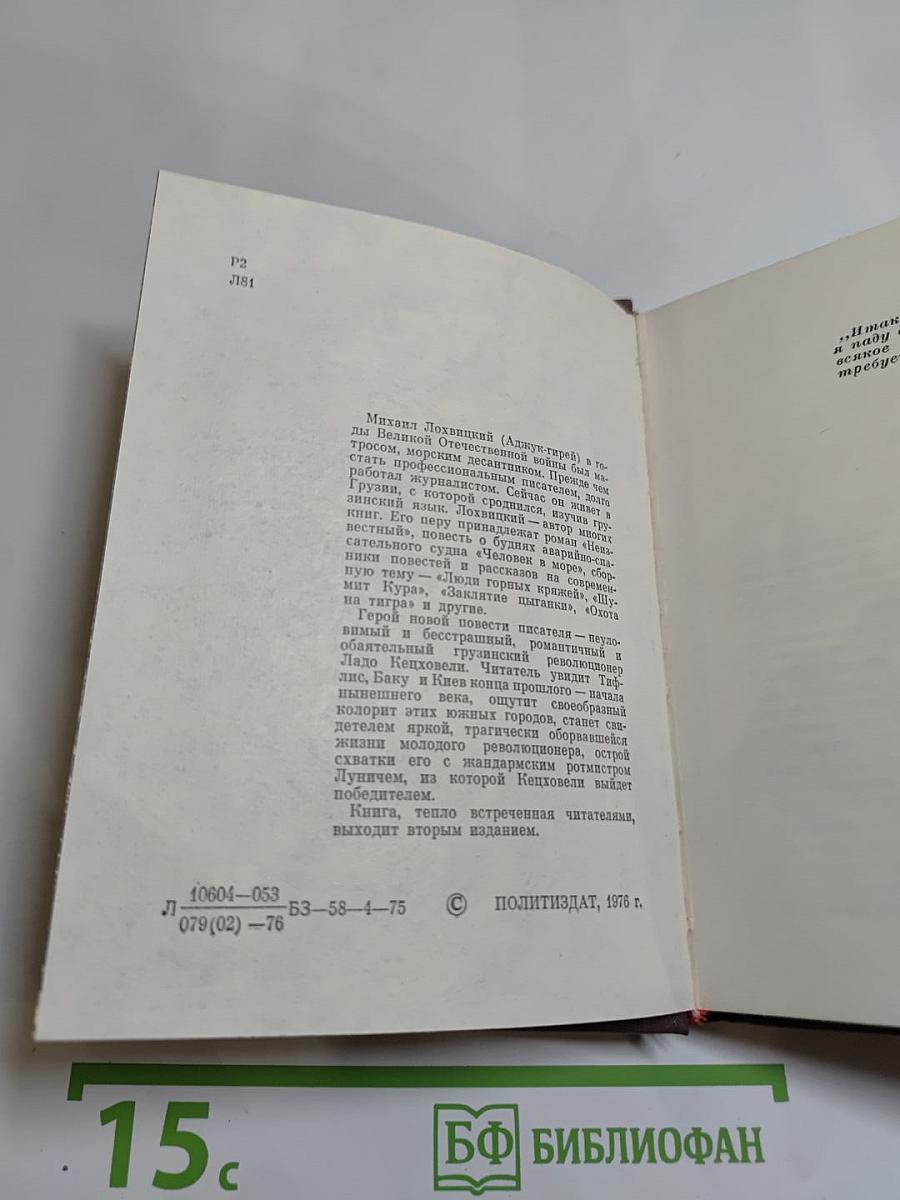 Р2
Л81
Михаил Лохвицкий (Аджук-гирей) в го-
ды Великой Отечественной войны был ма-
тросом, морским десантником. Прежде чем
стать профессиональным писателем, долго
работал журналистом. Сейчас он живет в
Грузии, с которой сроднился, изучив гру-
зинский язык. Лохвицкий — автор многих
книг. Его перу принадлежат роман «Неиз-
вестный», повесть о буднях аварийно-спа-
сательного судна «Человек в море», сбор-
ники повестей и рассказов на современ-
ную тему — «Люди горных кряжей», «Шу-
мит Кура», «Заклятие цыганки», «Охота
на тигра» и другие.
Герой новой повести писателя — неуло-
вимый и бесстрашный, романтичный и
обаятельный грузинский революционер
Ладо Кецховели. Читатель увидит Тиф-
лис, Баку и Киев конца прошлого — начала
нынешнего века, ощутит своеобразный
колорит этих южных городов, станет сви-
детелем яркой, трагически оборвавшейся
жизни молодого революционера, острой
схватки его с жандармским ротмистром
Луничем, из которой Кецховели выйдет
победителем.
Книга, тепло встреченная читателями,
выходит вторым изданием.
Л 10604—053
079(02) —76 БЗ—58—4—75 © ПОЛИТИЗДАТ, 1976 г.
„Итак
я паду
всякое
требуе
15 с
БФ БИБЛИОФАН